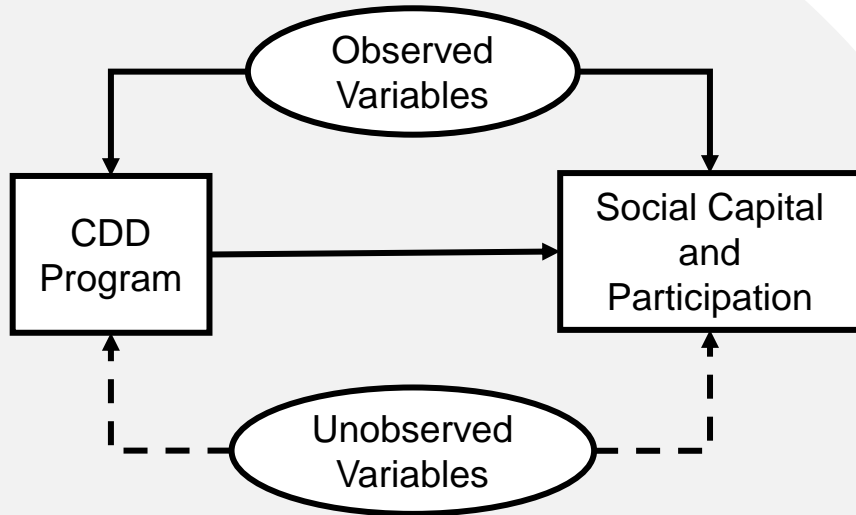 Observed
Variables
CDD
Program
Social Capital
and
Participation
Unobserved
Variables